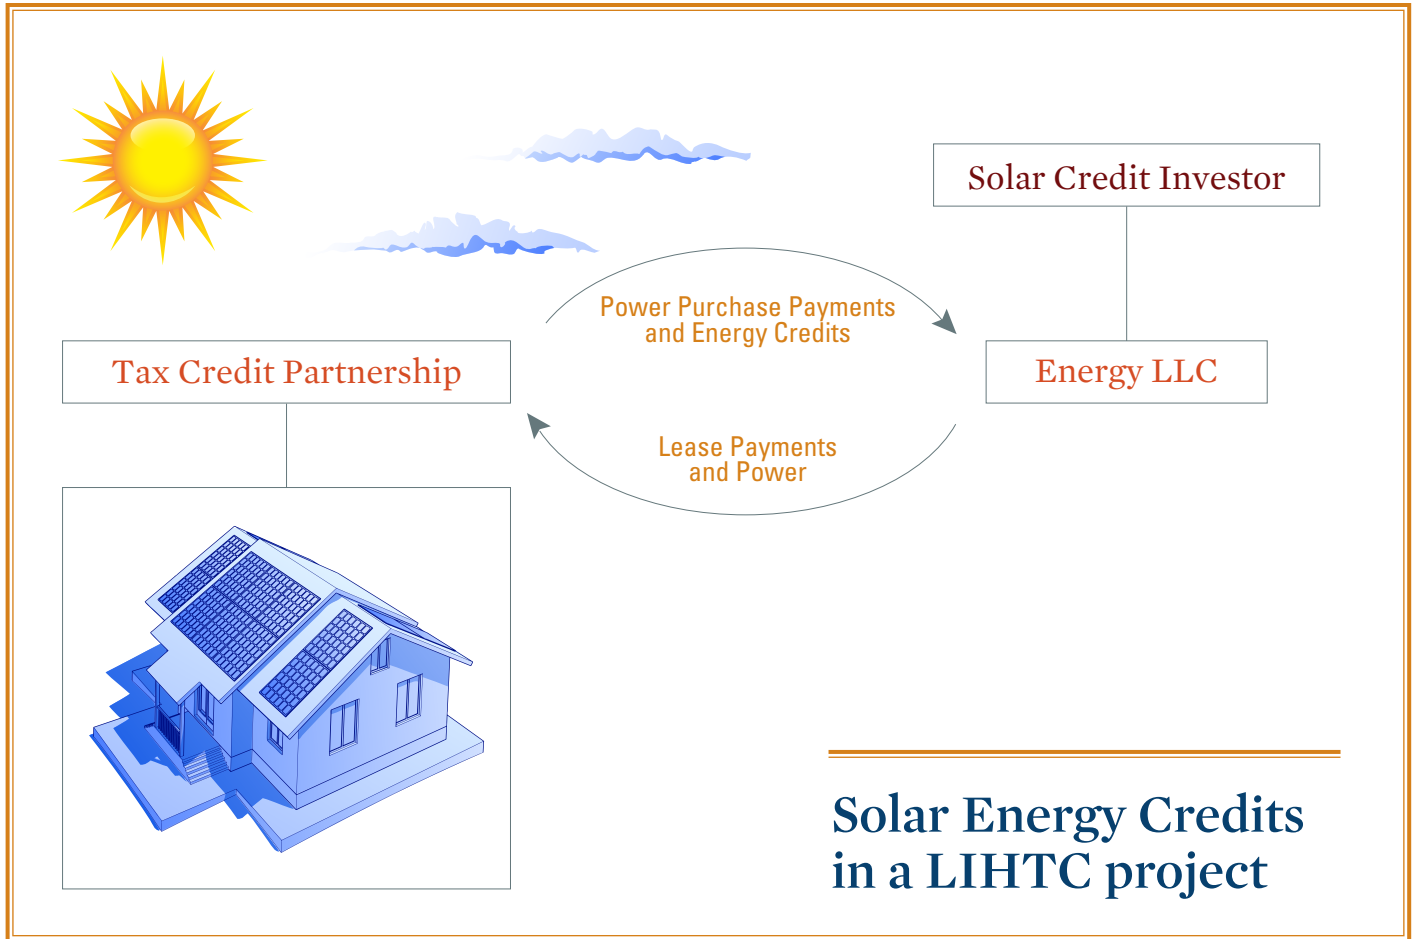 Solar Credit Investor
Power Purchase Payments
and Energy Credits
Tax Credit Partnership
Energy LLC
Lease Payments
and Power
Solar Energy Credits
in a LIHTC project